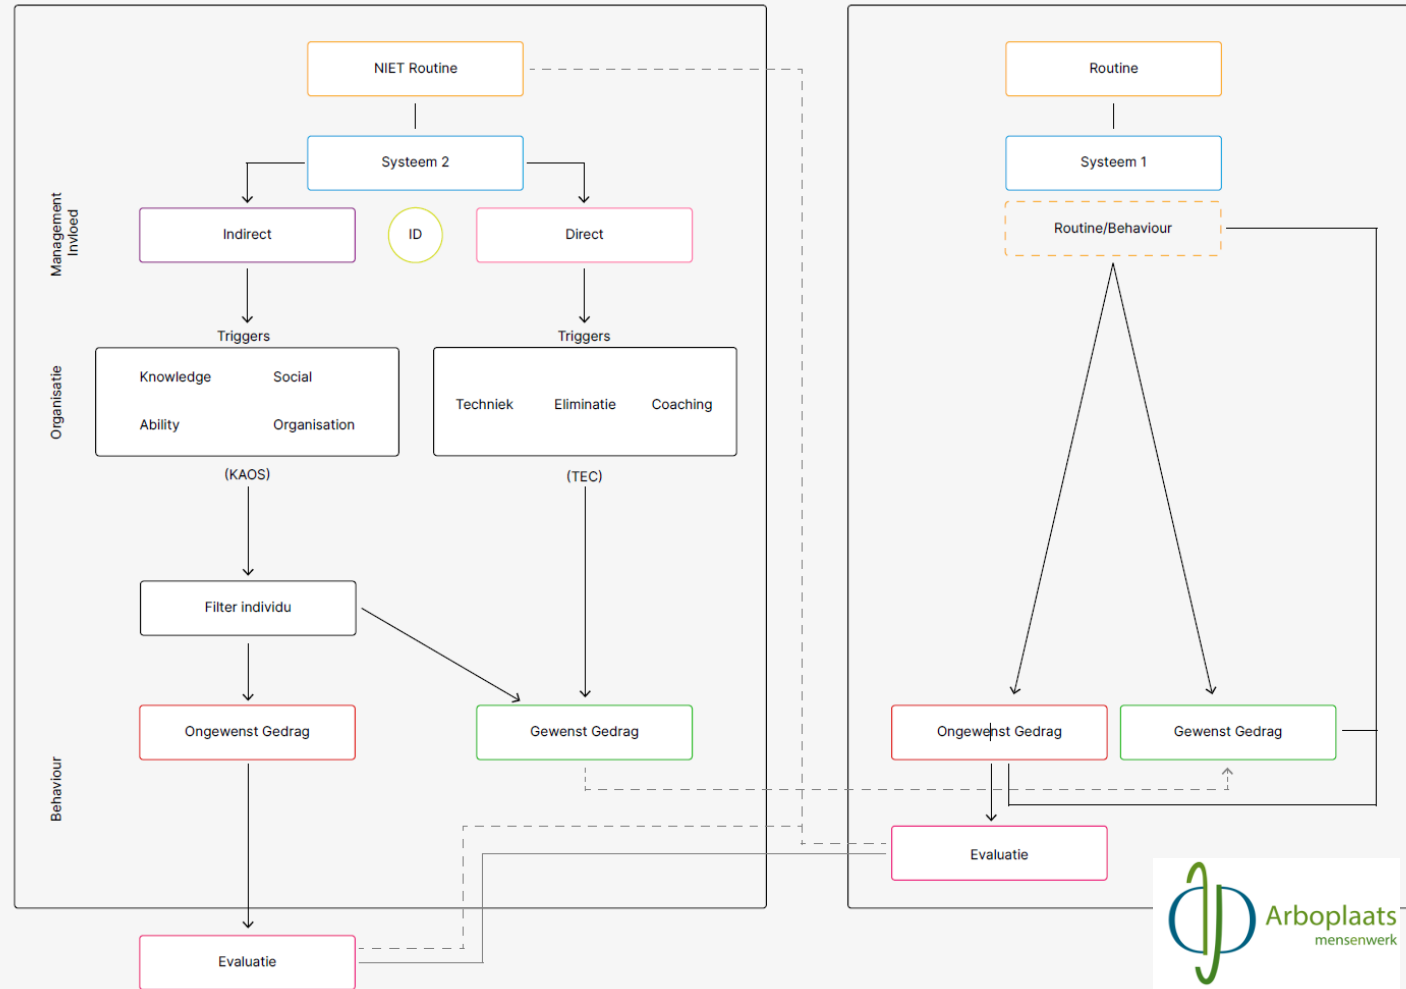 NIET Routine
Systeem 2
Management
Invloed
Indirect
ID
Direct
Triggers
Triggers
Organisatie
Knowledge
Social
Ability
Organisation
Techniek
Eliminatie
Coaching
(KAOS)
(TEC)
Filter individu
Behaviour
Ongewenst Gedrag
Gewenst Gedrag
Evaluatie
Routine
Systeem 1
Routine/Behaviour
Ongewenst Gedrag
Gewenst Gedrag
Evaluatie
Arboplaats
mensenwerk